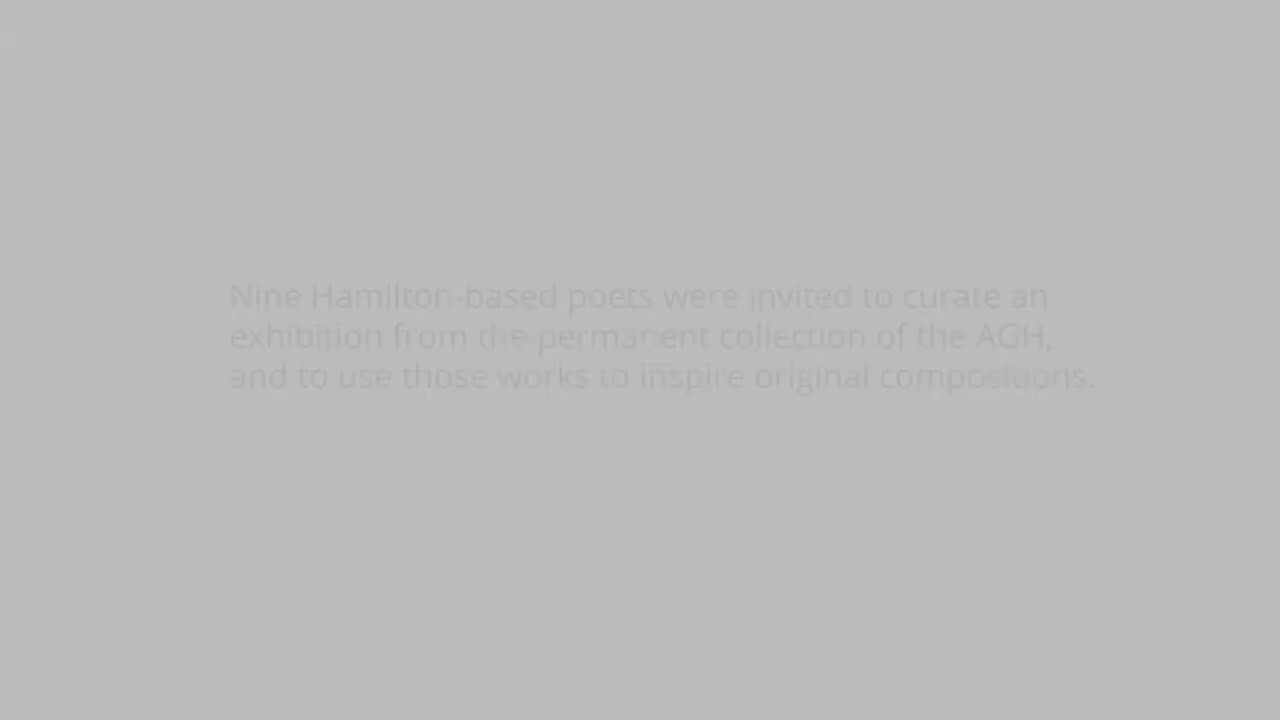 Nine Hamilton-based poets were invited to curate an
exhibition from the permanent collection of the AGH,
and to use those works to inspire original compositions.